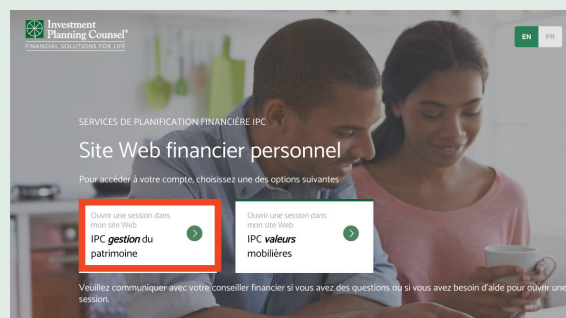 Investment
Planning Counsel®
FINANCIAL SOLUTIONS FOR LIFE
EN FR
SERVICES DE PLANIFICATION FINANCIÈRE IPC
Site Web financier personnel
Pour accéder à votre compte, choisissez une des options suivantes
Ouvrir une session dans
mon site Web
IPC gestion du
patrimoine
Ouvrir une session dans
mon site Web
IPC valeurs
mobilières
Veuillez communiquer avec votre conseiller financier si vous avez des questions ou si vous avez besoin d'aide pour ouvrir une
session.